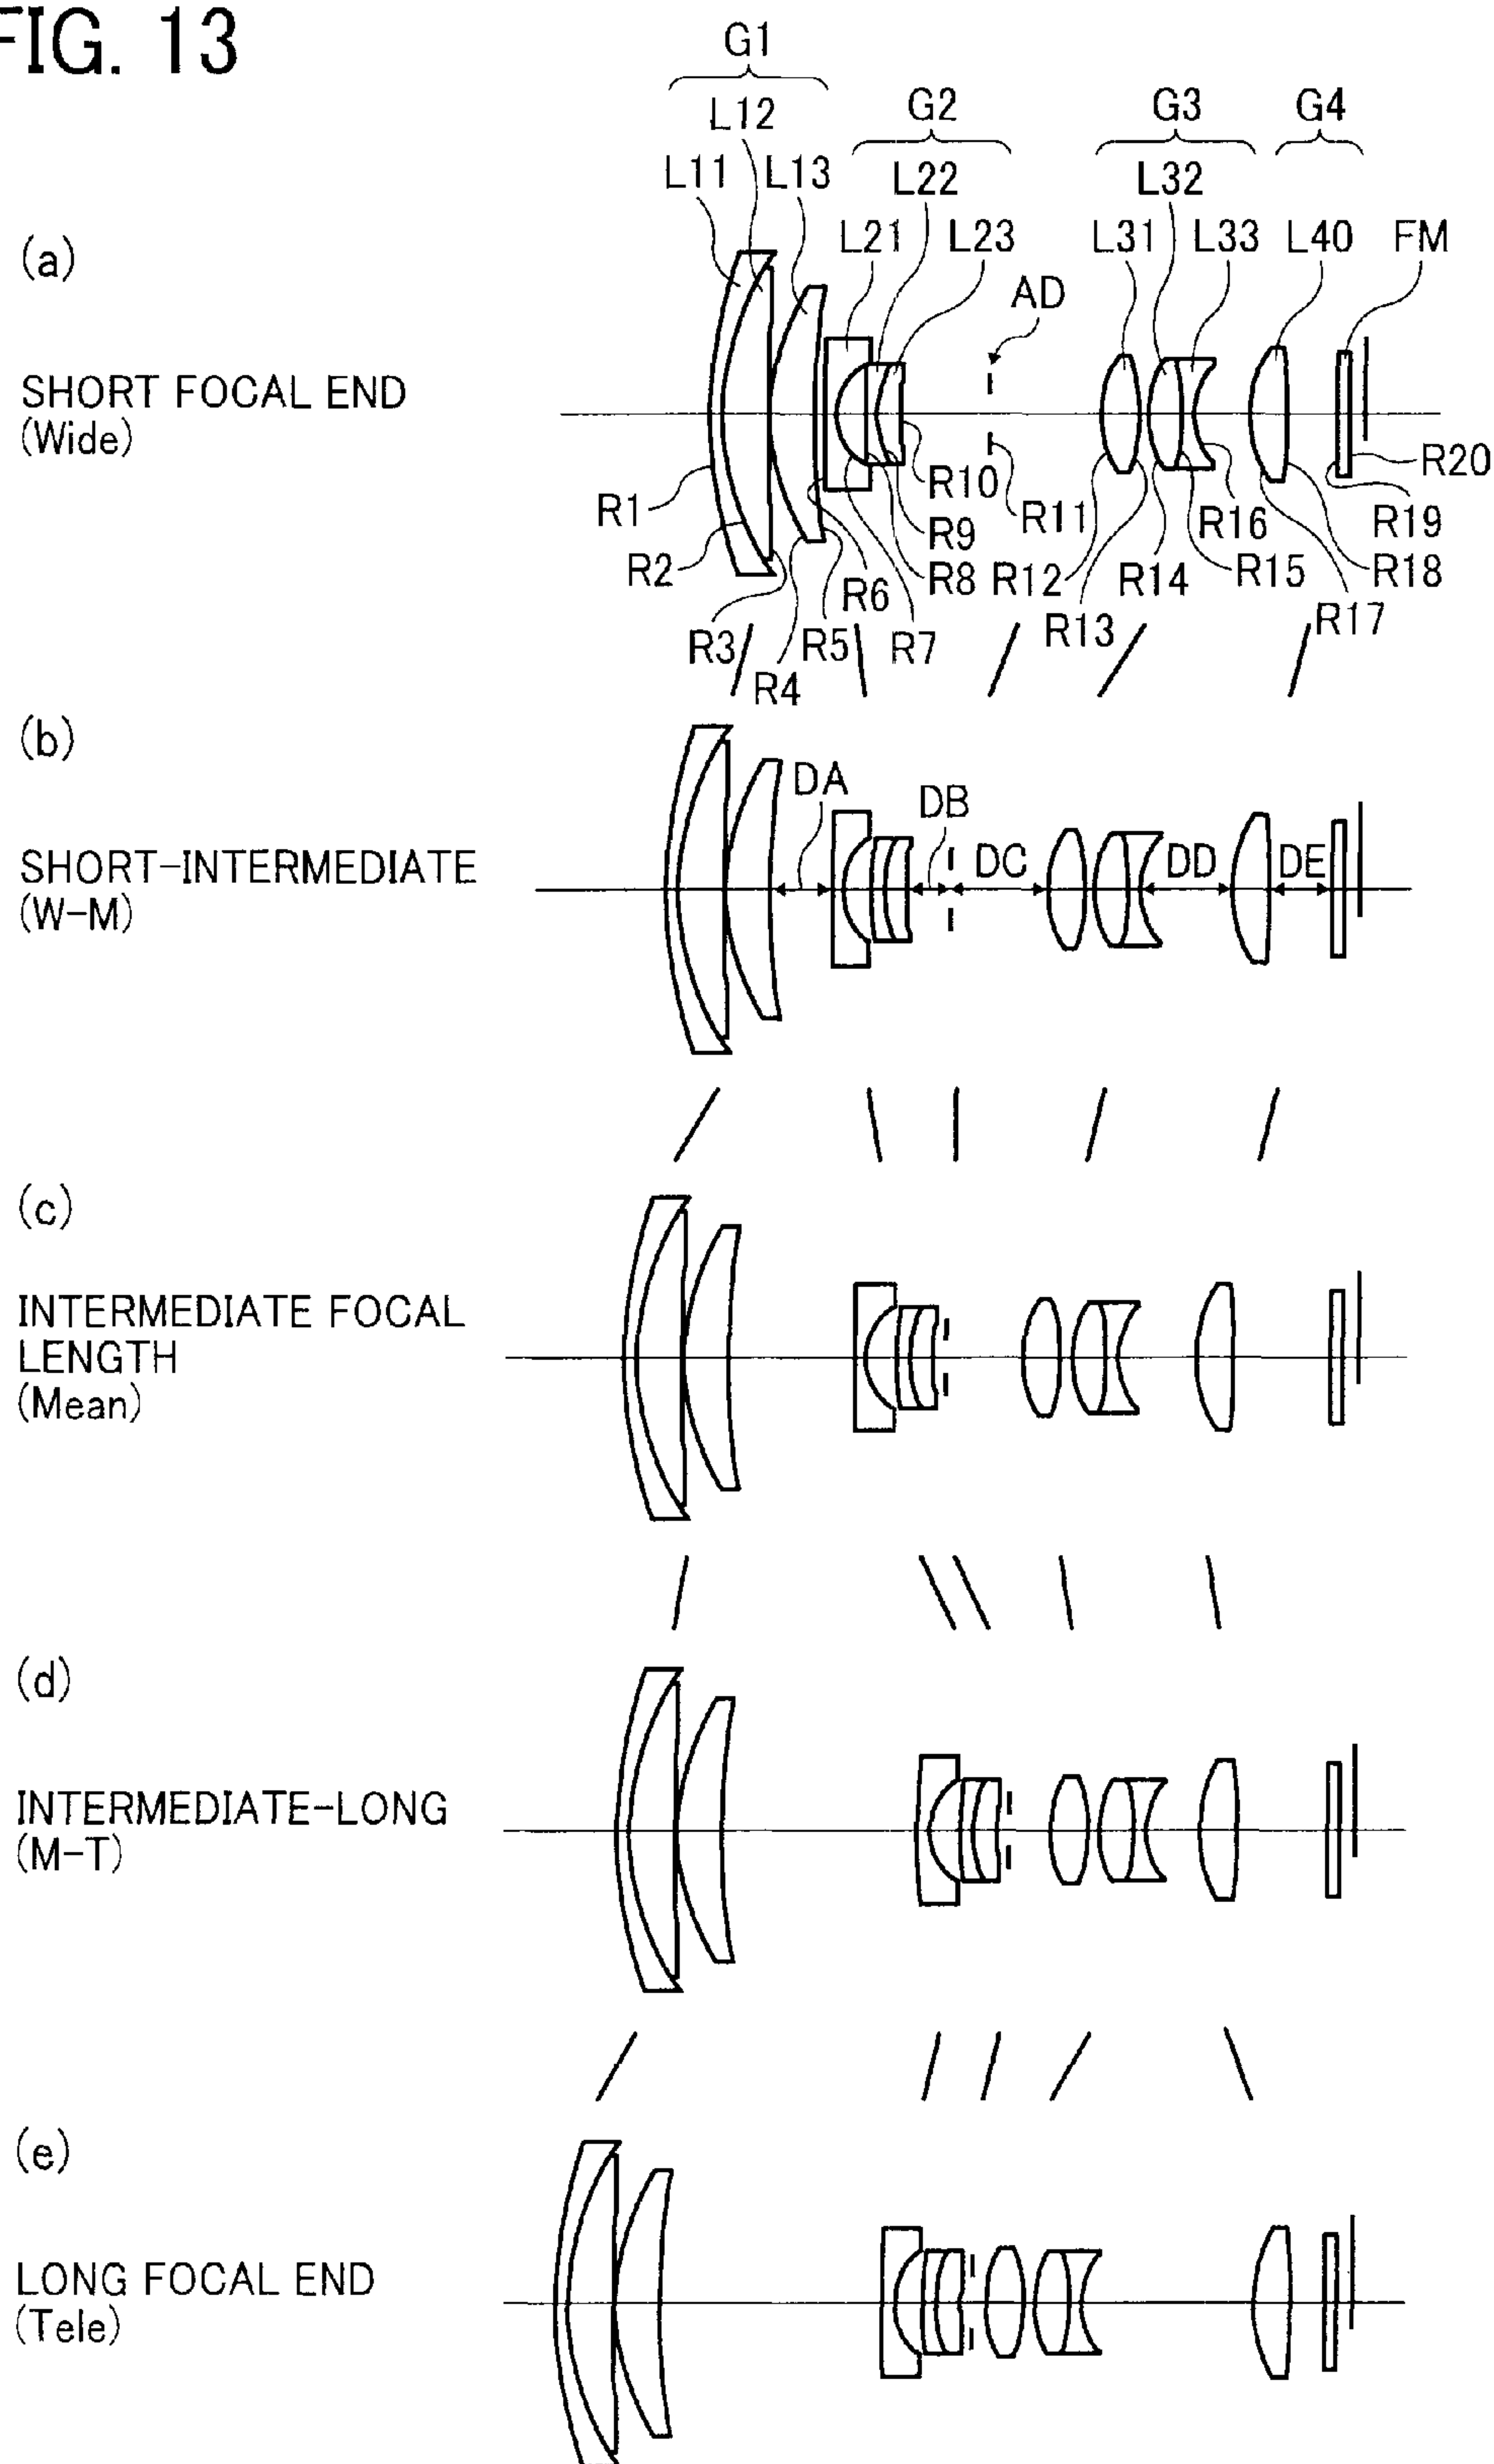 FIG. 13
G1
L12
G2
G3
G4
L11 L13
L22
L32
L21 L23
L31 L33 L40 FM
(a)
AD
SHORT FOCAL END
(Wide)
R1
R2
R3
R4
R5
R6
R7
R8
R9
R10
R11
R12
R13
R14
R15
R16
R17
R18
R19
R20
(b)
DA
DB
DC
DD
DE
SHORT-INTERMEDIATE
(W-M)
(c)
INTERMEDIATE FOCAL
LENGTH
(Mean)
(d)
INTERMEDIATE-LONG
(M-T)
(e)
LONG FOCAL END
(Tele)